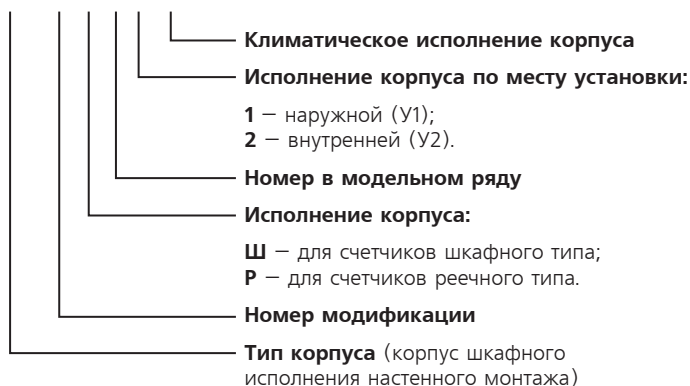 Климатическое исполнение корпуса
Исполнение корпуса по месту установки:
1 — наружной (У1);
2 — внутренней (У2).
Номер в модельном ряду
Исполнение корпуса:
Ш — для счетчиков шкафного типа;
Р — для счетчиков реечного типа.
Номер модификации
Тип корпуса (корпус шкафного
исполнения настенного монтажа)